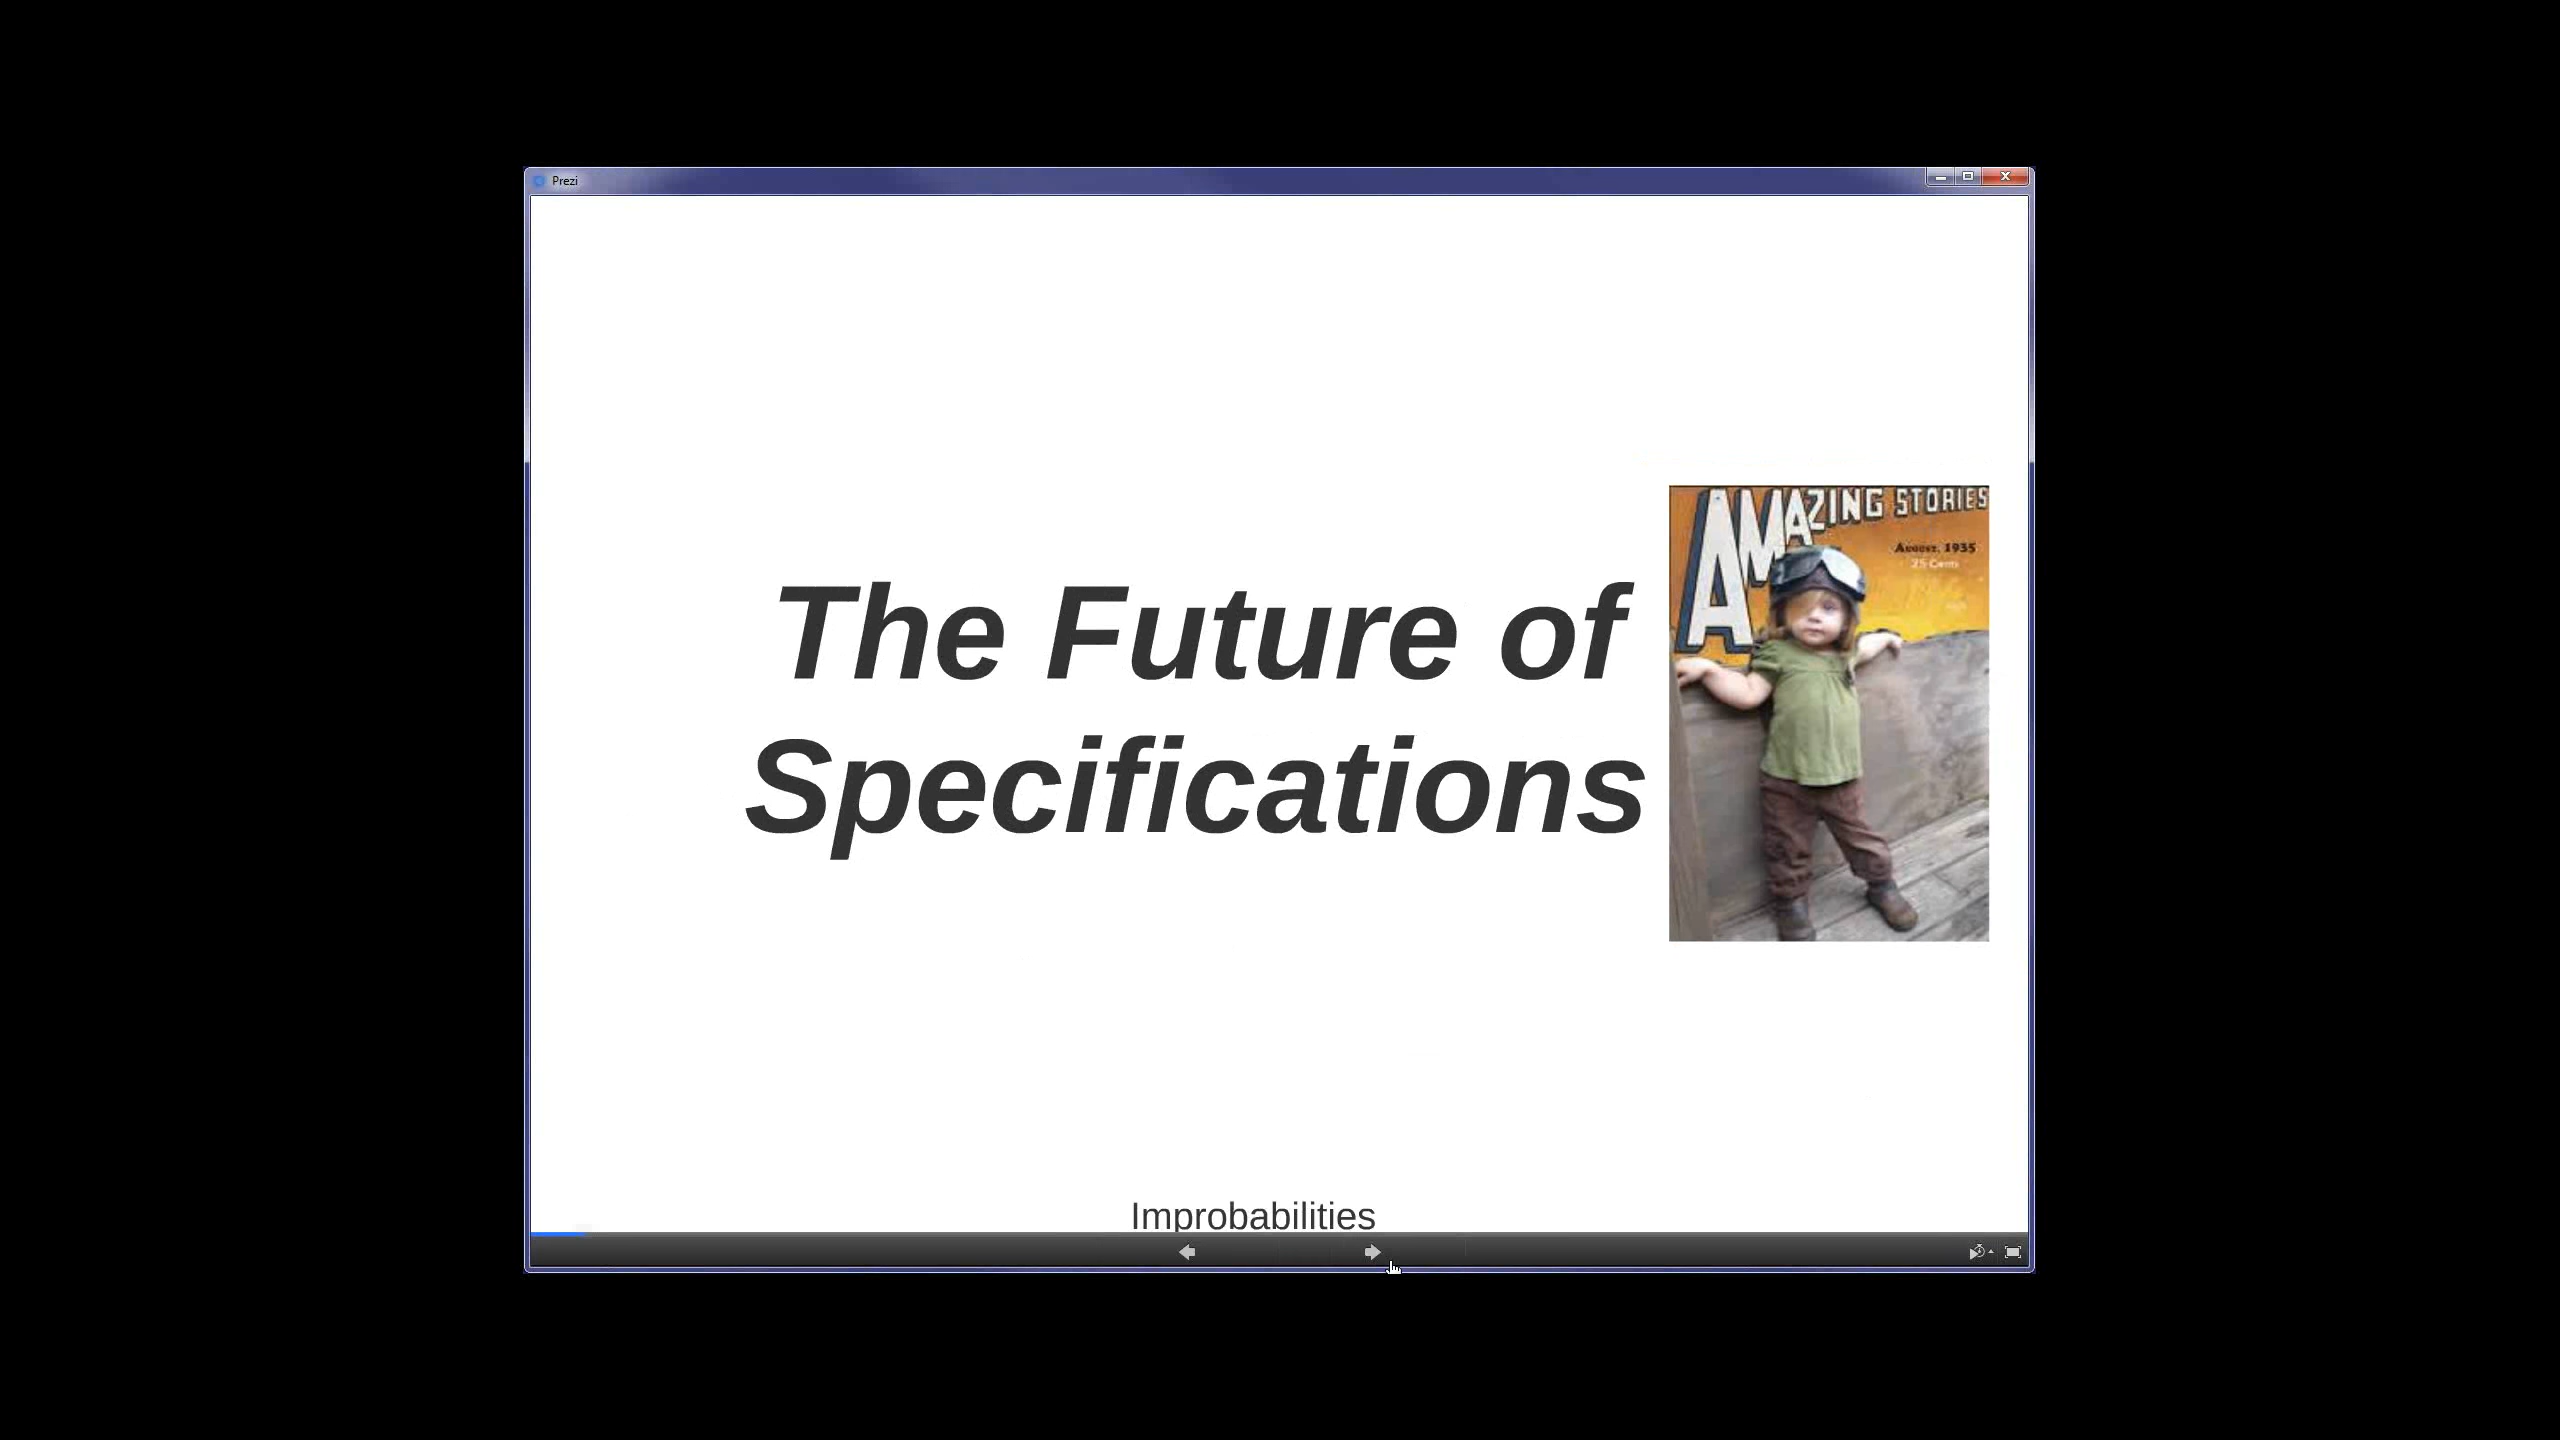 Prezi
The Future of
Specifications
AMAZING STORIES
August, 1935
25 Cents
Improbabilities